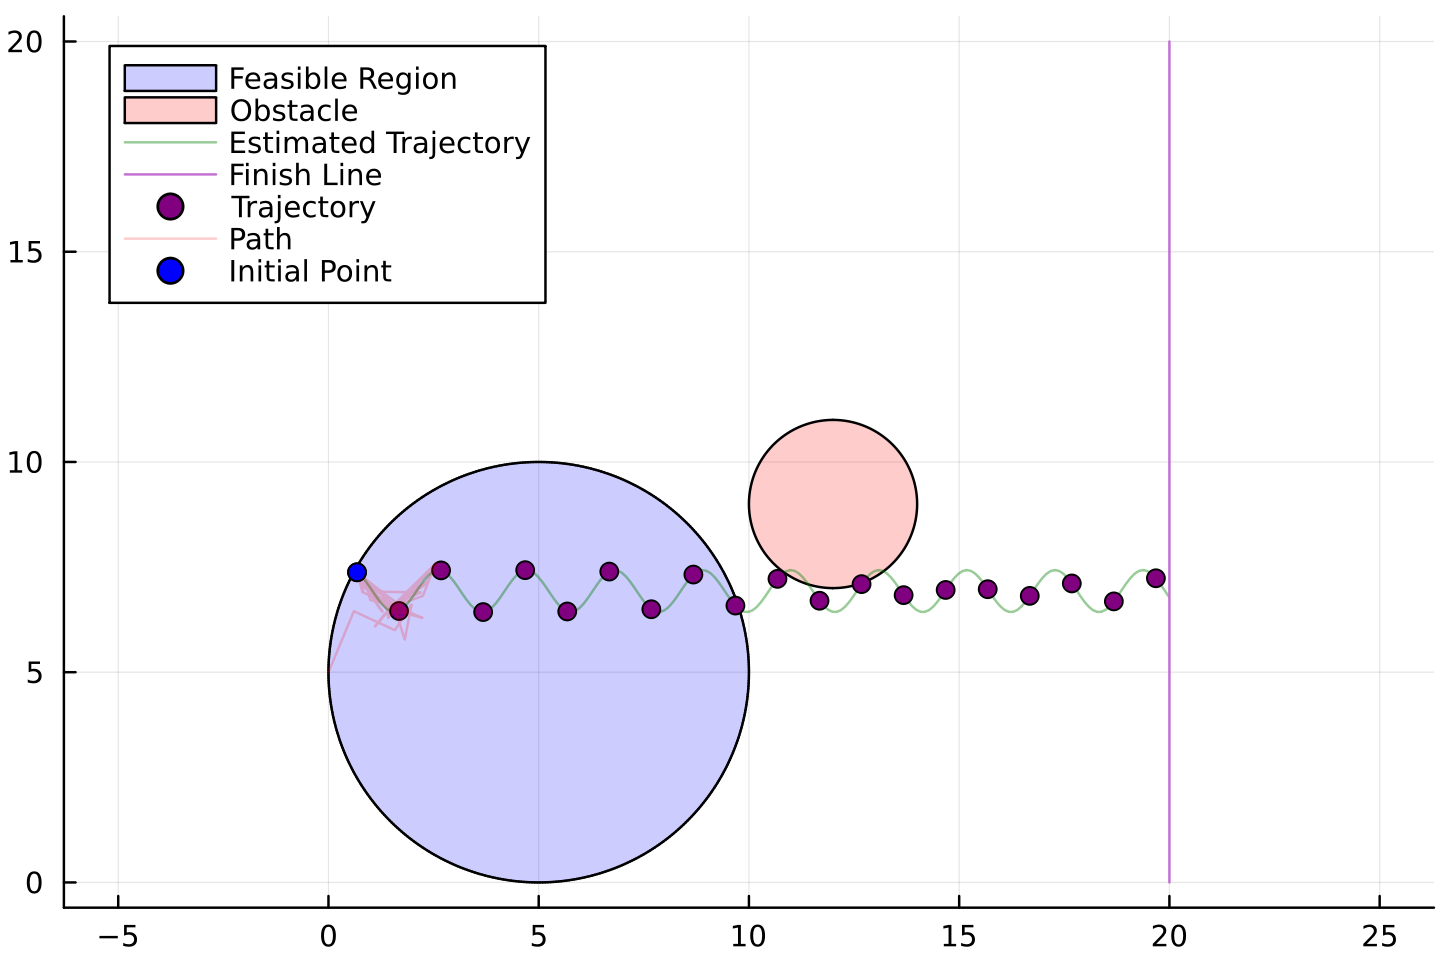 20
15
10
5
0
Feasible Region
Obstacle
Estimated Trajectory
Finish Line
Trajectory
Path
Initial Point
−5 0 5 10 15 20 25